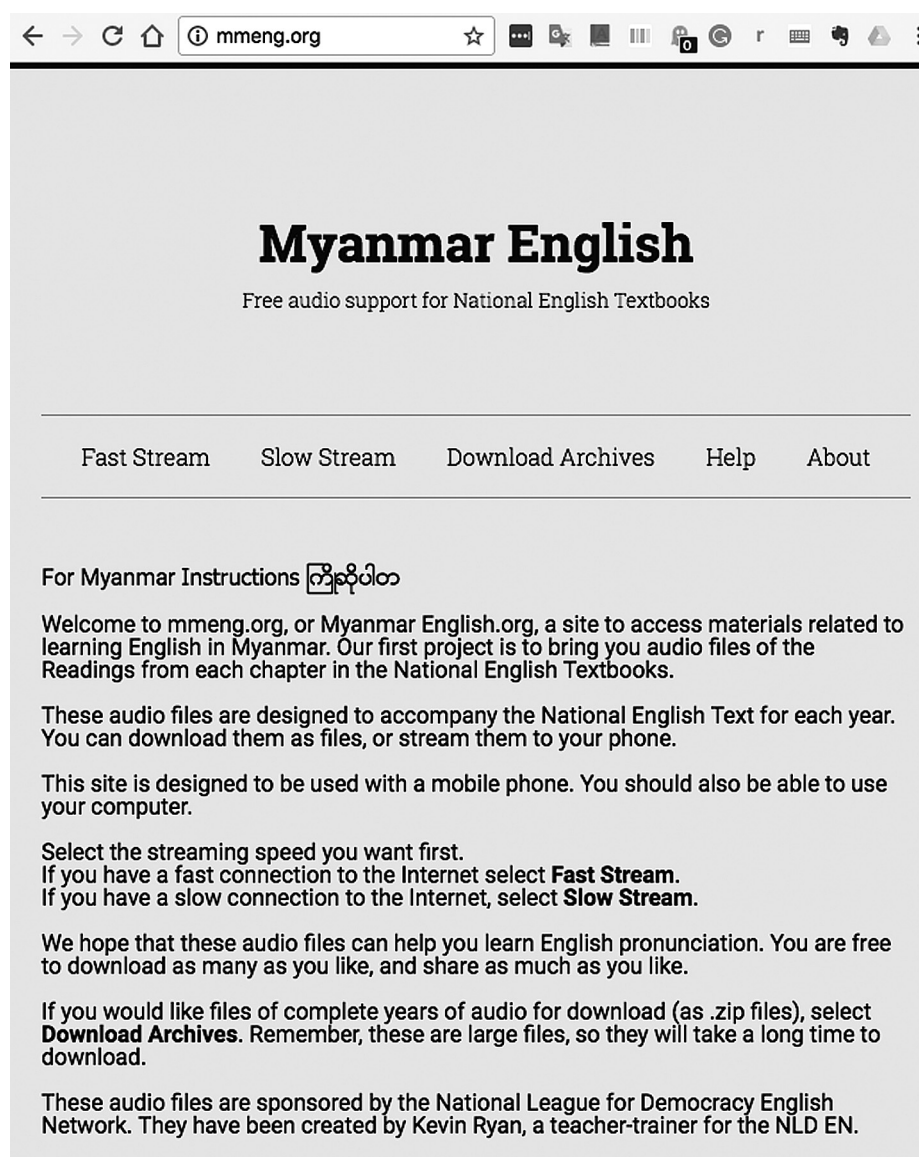 mmeng.org
Myanmar English
Free audio support for National English Textbooks
Fast Stream Slow Stream Download Archives Help About
For Myanmar Instructions ကြိုဆိုပါတ
Welcome to mmeng.org, or Myanmar English.org, a site to access materials related to
learning English in Myanmar. Our first project is to bring you audio files of the
Readings from each chapter in the National English Textbooks.
These audio files are designed to accompany the National English Text for each year.
You can download them as files, or stream them to your phone.
This site is designed to be used with a mobile phone. You should also be able to use
your computer.
Select the streaming speed you want first.
If you have a fast connection to the Internet select Fast Stream.
If you have a slow connection to the Internet, select Slow Stream.
We hope that these audio files can help you learn English pronunciation. You are free
to download as many as you like, and share as much as you like.
If you would like files of complete years of audio for download (as .zip files), select
Download Archives. Remember, these are large files, so they will take a long time to
download.
These audio files are sponsored by the National League for Democracy English
Network. They have been created by Kevin Ryan, a teacher-trainer for the NLD EN.